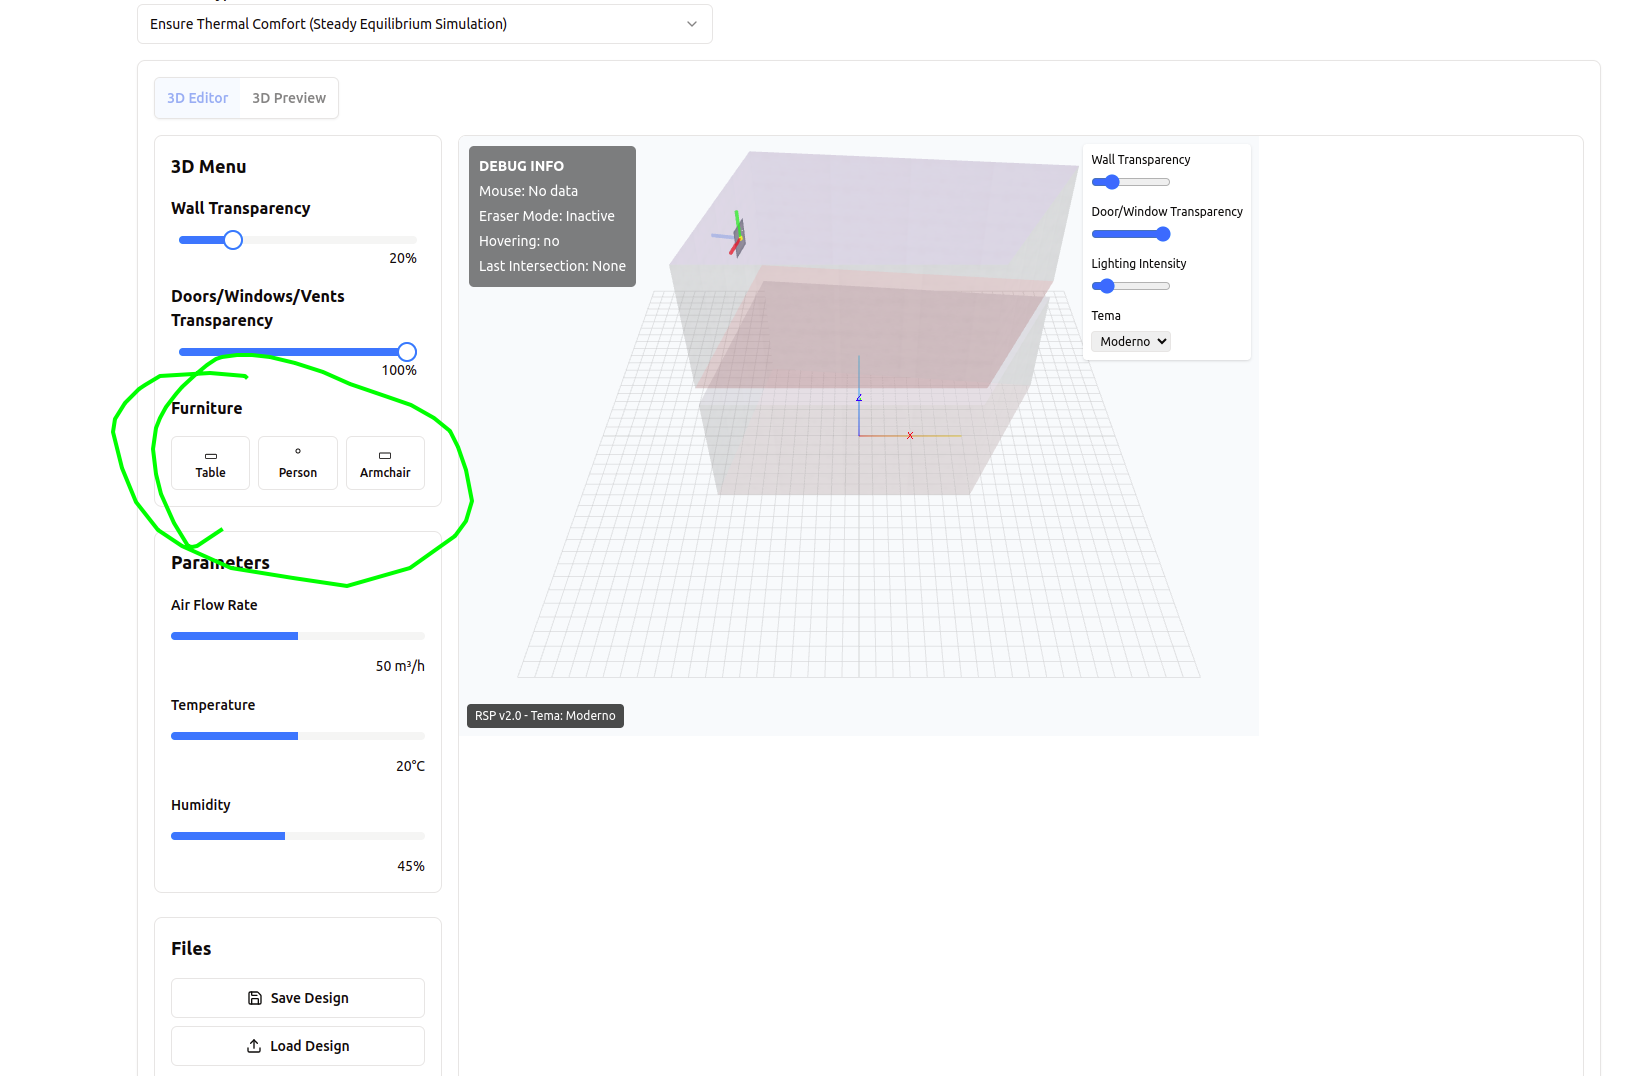 Ensure Thermal Comfort (Steady Equilibrium Simulation)
3D Editor
3D Preview
3D Menu
Wall Transparency
20%
Doors/Windows/Vents
Transparency
100%
Furniture
Table
Person
Armchair
Parameters
Air Flow Rate
50 m³/h
Temperature
20°C
Humidity
45%
Files
Save Design
Load Design
DEBUG INFO
Mouse: No data
Eraser Mode: Inactive
Hovering: no
Last Intersection: None
Z
X
Wall Transparency
Door/Window Transparency
Lighting Intensity
Tema
Moderno
RSP v2.0 - Tema: Moderno